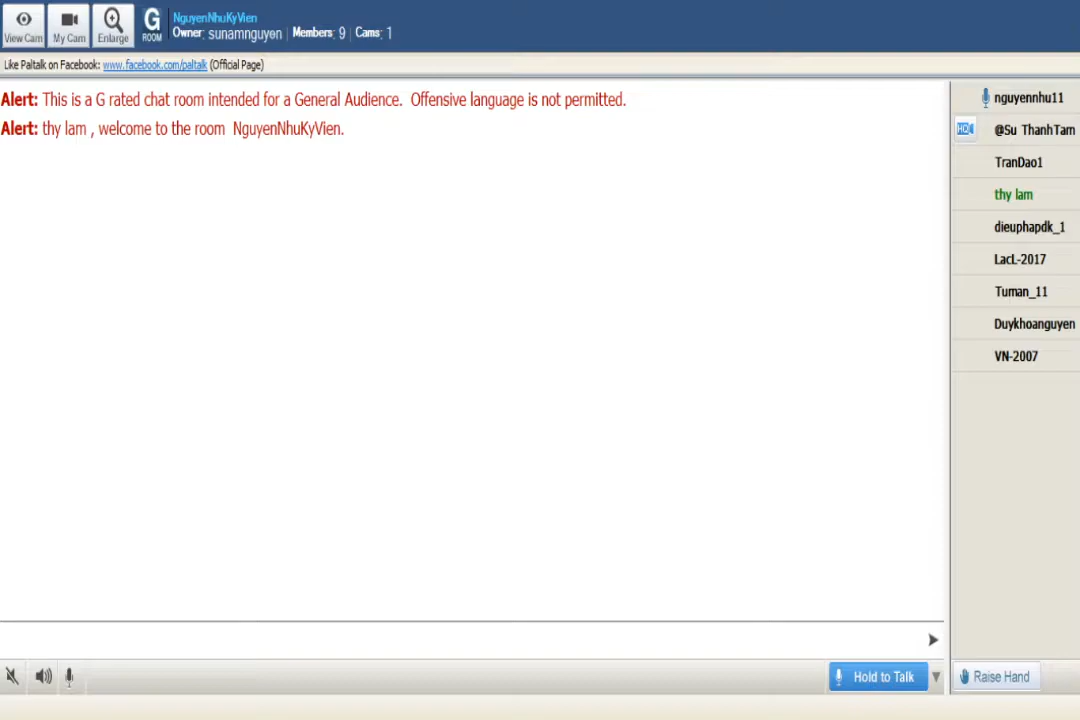 View Cam
My Cam
Enlarge
G
ROOM
NguyenNhuKyVien
Owner: sunamnguyen | Members: 9 | Cams: 1
Like Paltalk on Facebook: www.facebook.com/paltalk (Official Page)
Alert: This is a G rated chat room intended for a General Audience. Offensive language is not permitted.
Alert: thy lam , welcome to the room NguyenNhuKyVien.
nguyennhu11
HQ
@Su ThanhTam
TranDao1
thy lam
dieuphapdk_1
LacL-2017
Tuman_11
Duykhoanguyen
VN-2007
Hold to Talk
Raise Hand